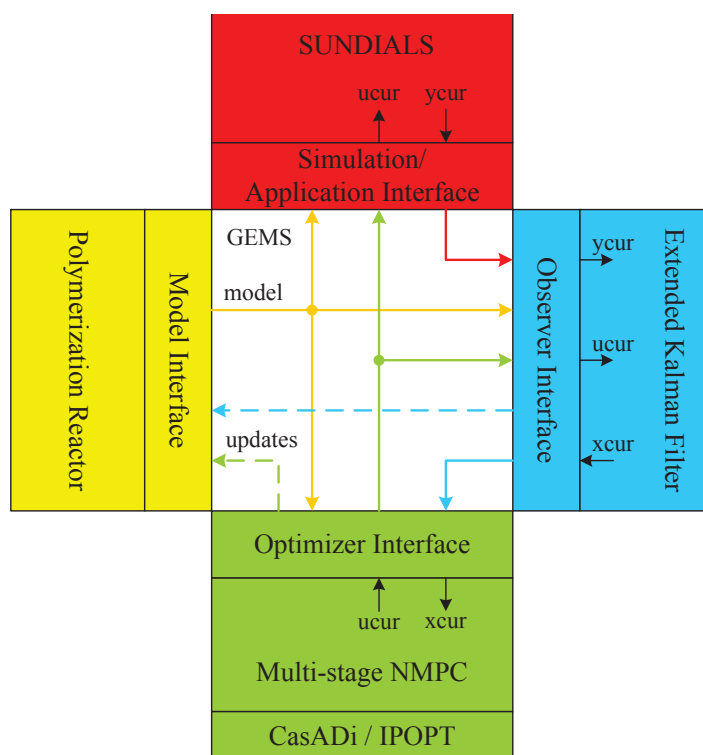 SUNDIALS
ucur
ycur
Simulation/
Application Interface
Polymerization Reactor
Model Interface
GEMS
model
updates
Observer Interface
Extended Kalman Filter
ycur
ucur
xcur
Optimizer Interface
ucur
xcur
Multi-stage NMPC
CasADi / IPOPT